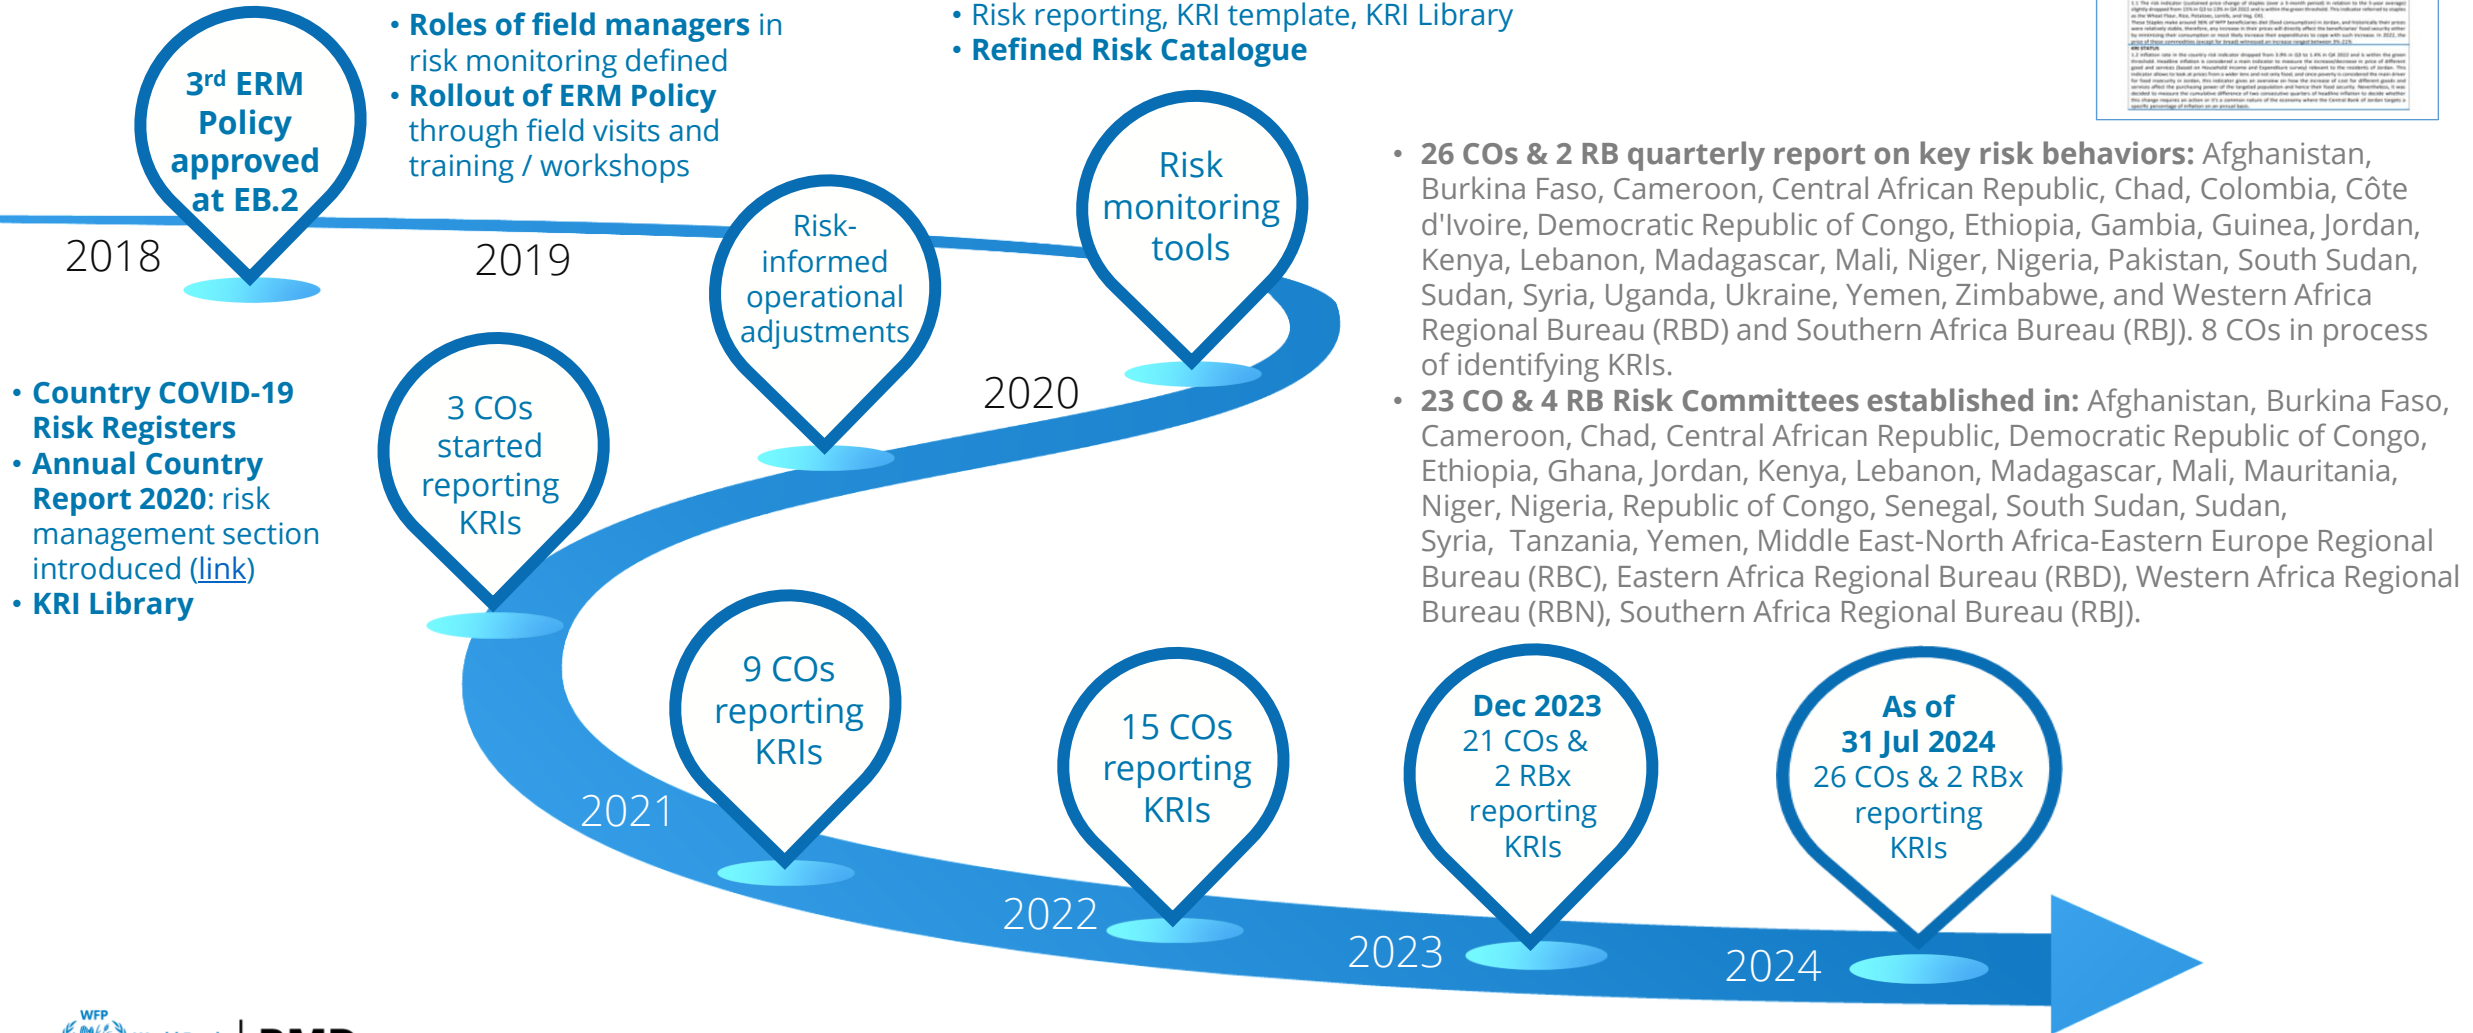 3rd ERM
Policy
approved
at EB.2
• Roles of field managers in
risk monitoring defined
• Rollout of ERM Policy
through field visits and
training / workshops
• Risk reporting, KRI template, KRI Library
• Refined Risk Catalogue
2018
2019
Risk-
informed
operational
adjustments
Risk
monitoring
tools
2020
• 26 COs & 2 RB quarterly report on key risk behaviors: Afghanistan,
Burkina Faso, Cameroon, Central African Republic, Chad, Colombia, Côte
d'Ivoire, Democratic Republic of Congo, Ethiopia, Gambia, Guinea, Jordan,
Kenya, Lebanon, Madagascar, Mali, Niger, Nigeria, Pakistan, South Sudan,
Sudan, Syria, Uganda, Ukraine, Yemen, Zimbabwe, and Western Africa
Regional Bureau (RBD) and Southern Africa Bureau (RBJ). 8 COs in process
of identifying KRIs.
• 23 CO & 4 RB Risk Committees established in: Afghanistan, Burkina Faso,
Cameroon, Chad, Central African Republic, Democratic Republic of Congo,
Ethiopia, Ghana, Jordan, Kenya, Lebanon, Madagascar, Mali, Mauritania,
Niger, Nigeria, Republic of Congo, Senegal, South Sudan, Sudan,
Syria, Tanzania, Yemen, Middle East-North Africa-Eastern Europe Regional
Bureau (RBC), Eastern Africa Regional Bureau (RBD), Western Africa Regional
Bureau (RBN), Southern Africa Regional Bureau (RBJ).
• Country COVID-19
Risk Registers
• Annual Country
Report 2020: risk
management section
introduced (link)
• KRI Library
3 COs
started
reporting
KRIs
9 COs
reporting
KRIs
15 COs
reporting
KRIs
Dec 2023
21 COs &
2 RBx
reporting
KRIs
As of
31 Jul 2024
26 COs & 2 RBx
reporting
KRIs
2021
2022
2023
2024
WFP